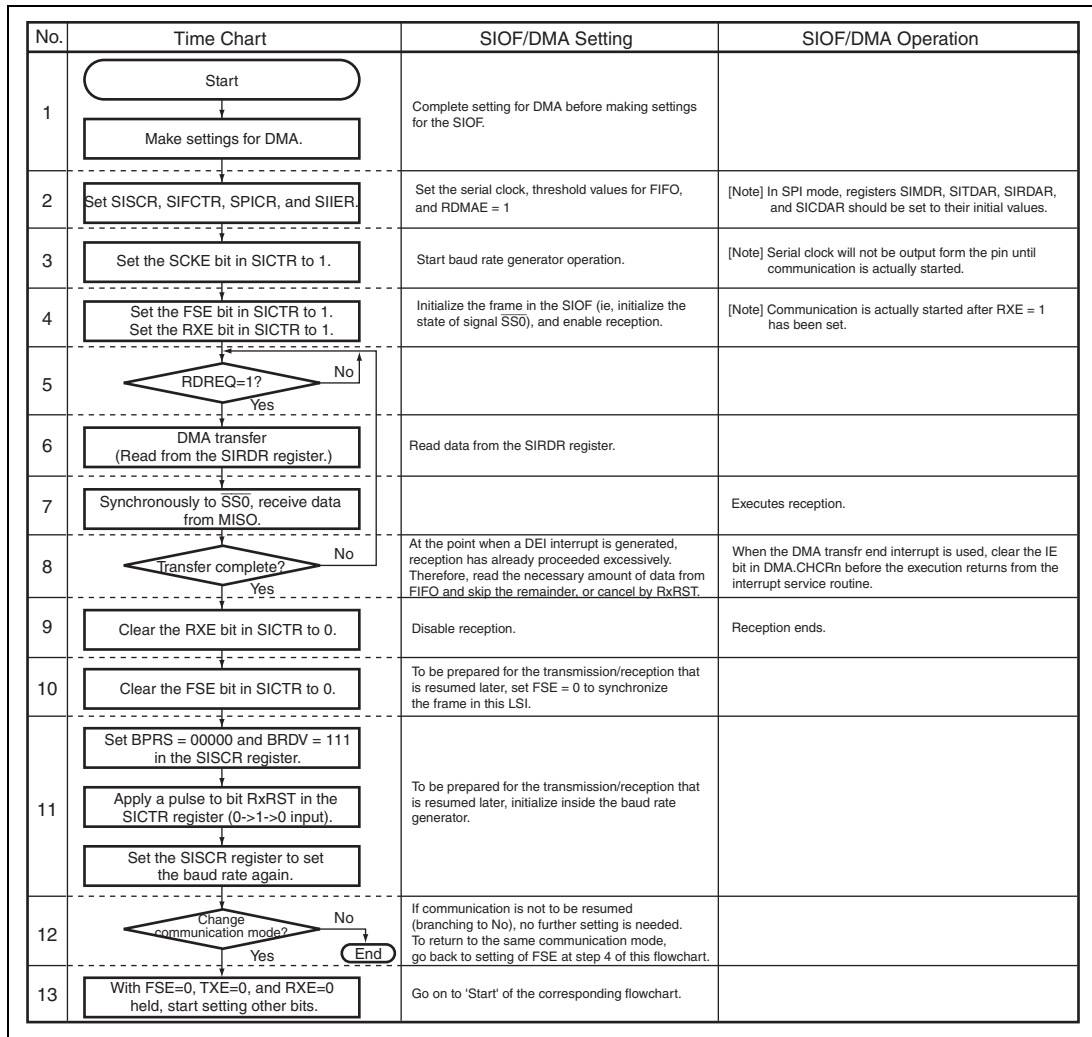 No.
Time Chart
SIOF/DMA Setting
SIOF/DMA Operation
1
Start
Make settings for DMA.
Complete setting for DMA before making settings
for the SIOF.
2
Set SISCR, SIFCTR, SPICR, and SIIER.
Set the serial clock, threshold values for FIFO,
and RDMAE = 1
[Note] In SPI mode, registers SIMDR, SITDAR, SIRDAR,
and SICDAR should be set to their initial values.
3
Set the SCKE bit in SICTR to 1.
Start baud rate generator operation.
[Note] Serial clock will not be output form the pin until
communication is actually started.
4
Set the FSE bit in SICTR to 1.
Set the RXE bit in SICTR to 1.
Initialize the frame in the SIOF (ie, initialize the
state of signal SS0), and enable reception.
[Note] Communication is actually started after RXE = 1
has been set.
5
RDREQ=1?
No
Yes
6
DMA transfer
(Read from the SIRDR register.)
Read data from the SIRDR register.
7
Synchronously to SS0, receive data
from MISO.
Executes reception.
8
Transfer complete?
No
Yes
At the point when a DEI interrupt is generated,
reception has already proceeded excessively.
Therefore, read the necessary amount of data from
FIFO and skip the remainder, or cancel by RxRST.
When the DMA transfr end interrupt is used, clear the IE
bit in DMA.CHCRn before the execution returns from the
interrupt service routine.
9
Clear the RXE bit in SICTR to 0.
Disable reception.
Reception ends.
10
Clear the FSE bit in SICTR to 0.
To be prepared for the transmission/reception that
is resumed later, set FSE = 0 to synchronize
the frame in this LSI.
11
Set BPRS = 00000 and BRDV = 111
in the SISCR register.
Apply a pulse to bit RxRST in the
SICTR register (0->1->0 input).
Set the SISCR register to set
the baud rate again.
To be prepared for the transmission/reception that
is resumed later, initialize inside the baud rate
generator.
12
Change
communication mode?
No
Yes
End
If communication is not to be resumed
(branching to No), no further setting is needed.
To return to the same communication mode,
go back to setting of FSE at step 4 of this flowchart.
13
With FSE=0, TXE=0, and RXE=0
held, start setting other bits.
Go on to 'Start' of the corresponding flowchart.